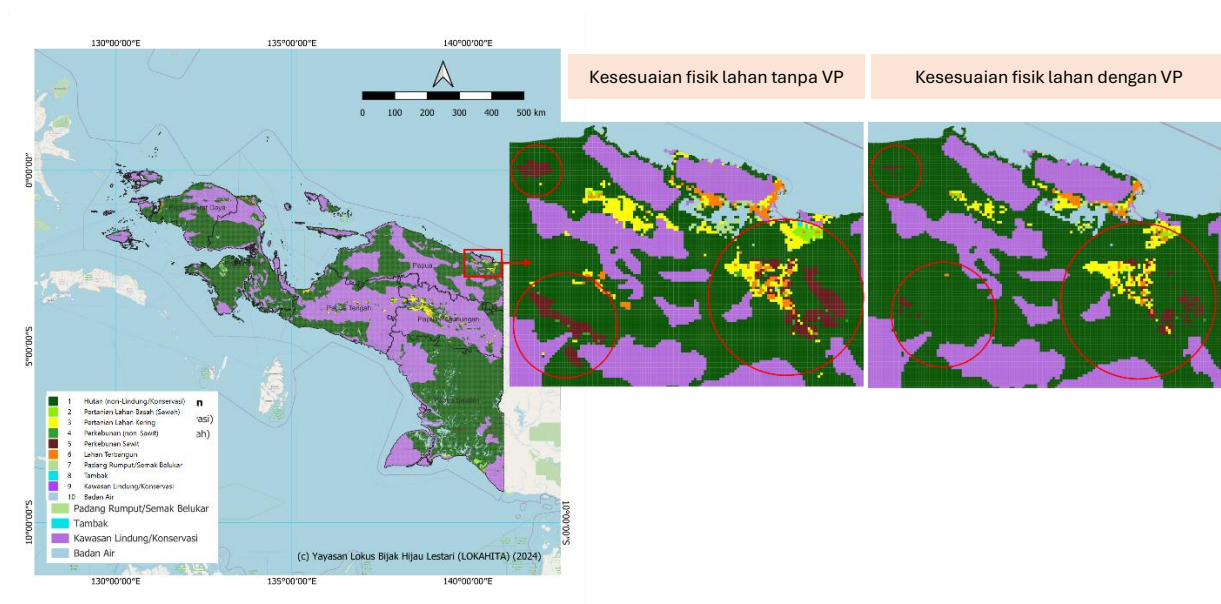 130°00'00"E 135°00'00"E 140°00'00"E
0 100 200 300 400 500 km
Kesesuaian fisik lahan tanpa VP
Kesesuaian fisik lahan dengan VP
0°00'00"
5°00'00"S
10°00'00"S
Papua
1 Hutan (non-Lindung/Konservasi)
2 Pertanian Lahan Basah (Sawah)
3 Pertanian Lahan Kering
4 Perkebunan (non-Sawit)
5 Perkebunan Sawit
6 Lahan Terbangun
7 Padang Rumput/Semak Belukar
8 Tambak
9 Kawasan Lindung/Konservasi
10 Badan Air
n
vasi)
ah)
Padang Rumput/Semak Belukar
Tambak
Kawasan Lindung/Konservasi
Badan Air
(c) Yayasan Lokus Bijak Hijau Lestari (LOKAHITA) (2024)
10°00'00"S
130°00'00"E 135°00'00"E 140°00'00"E